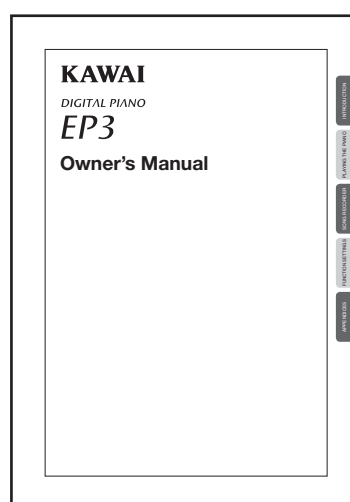 KAWAI
DIGITAL PIANO
EP3
Owner's Manual
INTRODUCTION
PLAYING THE PIANO
SONG RECORDER
FUNCTION SETTINGS
APPENDICES